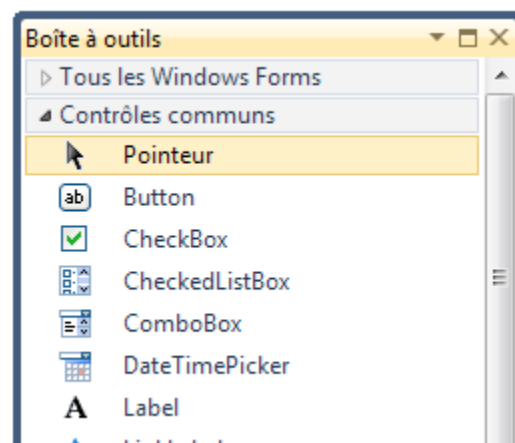 Boîte à outils
Tous les Windows Forms
Contrôles communs
Pointeur
ab Button
CheckBox
CheckedListBox
ComboBox
DateTimePicker
A Label